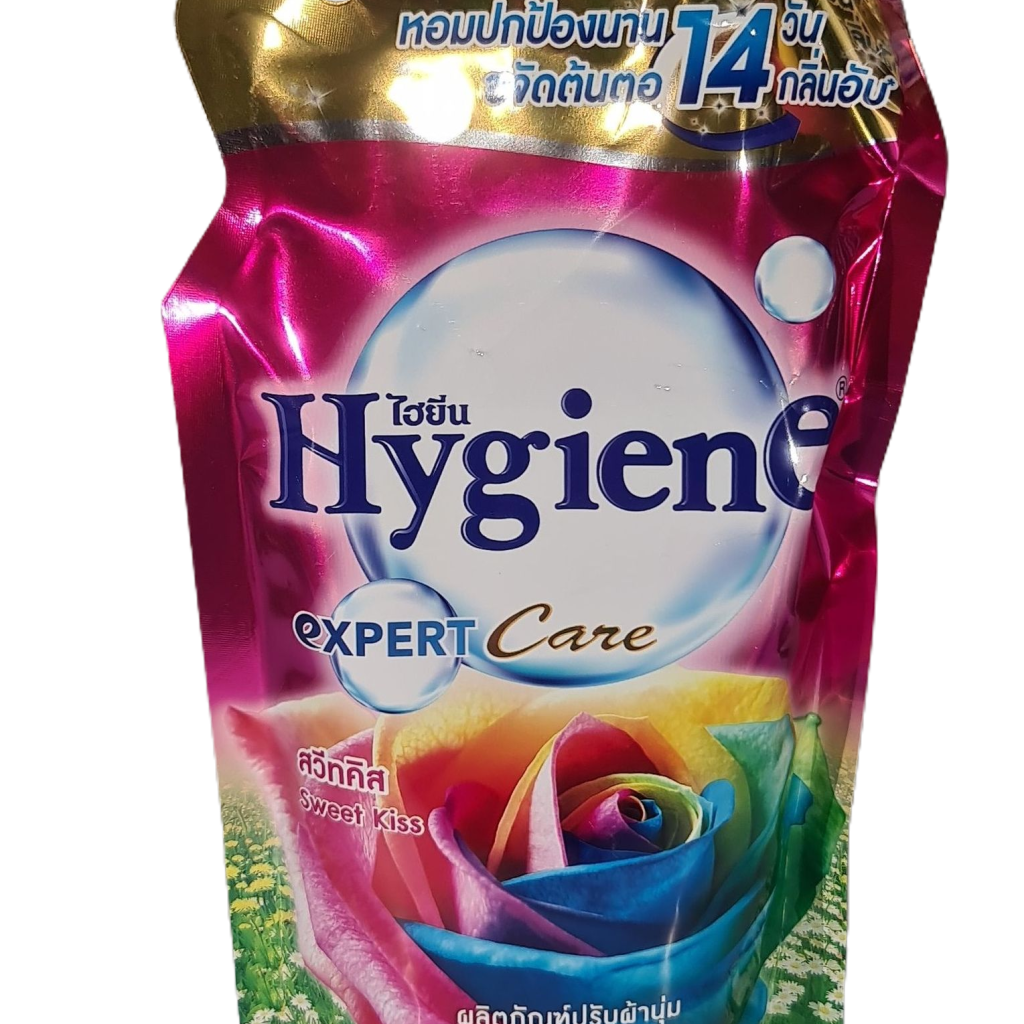 หอมปกป้องนาน 14 วัน
ขจัดต้นตอ 14 กลิ่นอับ
ไฮยีน
Hygiene®
EXPERT Care
สวีทคิส
Sweet Kiss
ผลิตภัณฑ์ปรับผ้านุ่ม